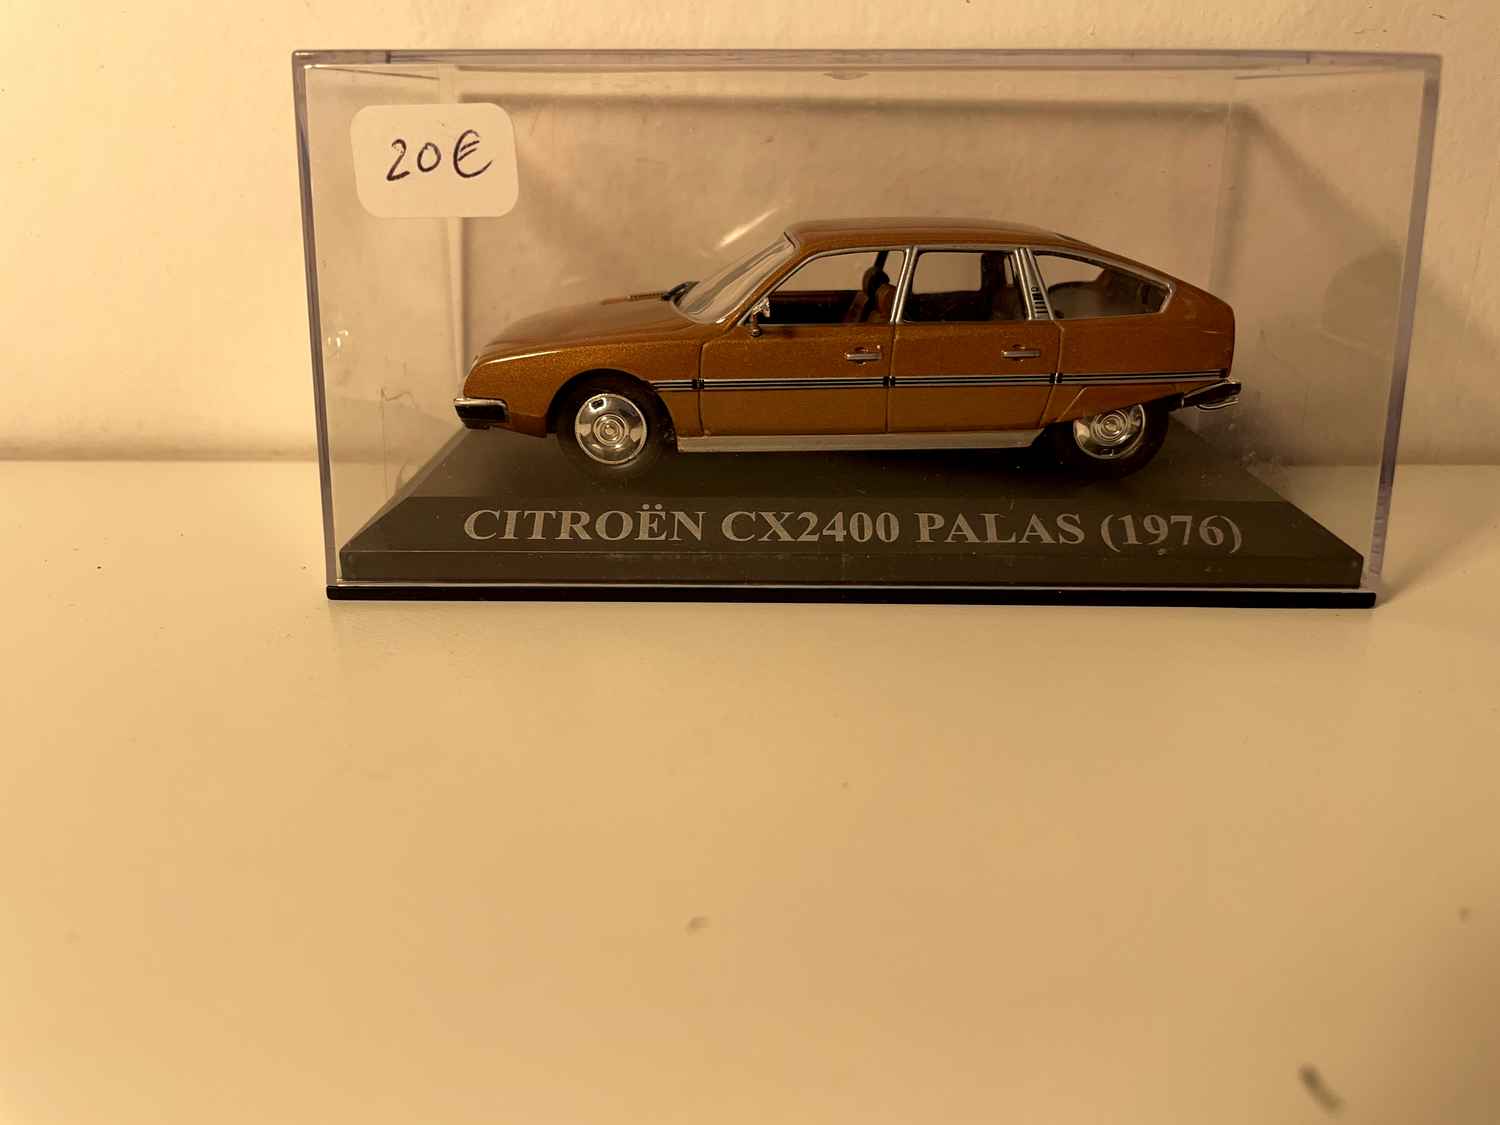 20€
CITROËN CX2400 PALAS (1976)